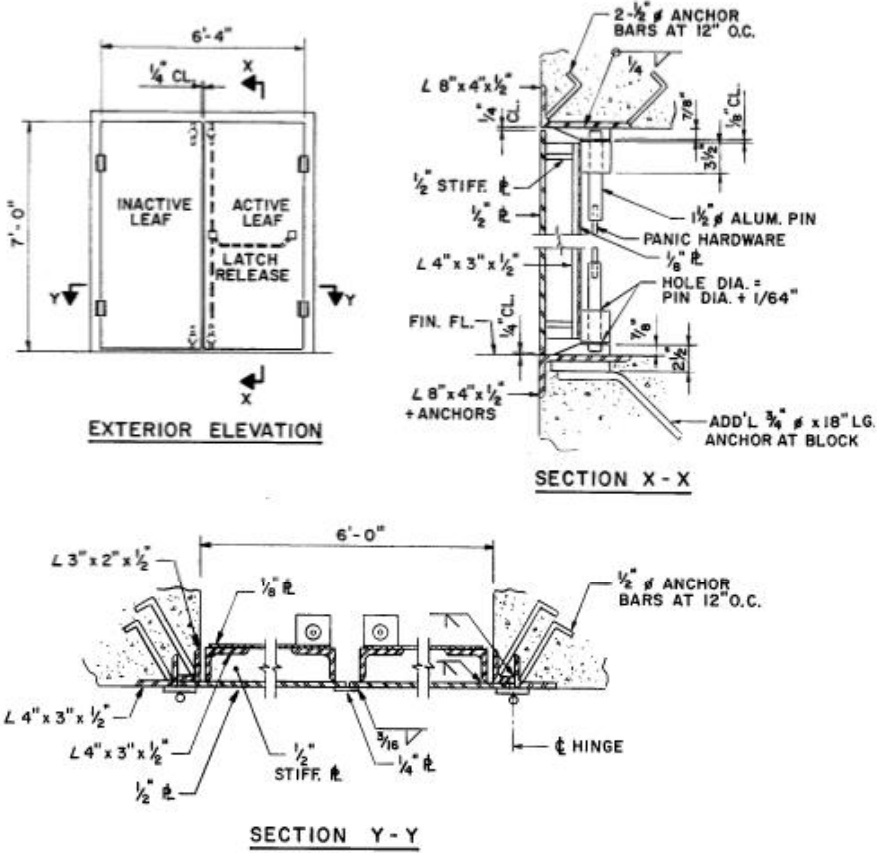 6'-4"
1/4" CL.
X
7'-0"
INACTIVE
LEAF
ACTIVE
LEAF
LATCH
RELEASE
Y
Y
X
EXTERIOR ELEVATION
2-1/2" ø ANCHOR
BARS AT 12" O.C.
1/4
L 8" x 4" x 1/2"
1/4" CL.
7/8"
1/8" CL.
3 1/2"
1/2" STIFF. ℄
1/2" ℄
1 1/2" ø ALUM. PIN
PANIC HARDWARE
1/8" ℄
L 4" x 3" x 1/2"
HOLE DIA. =
PIN DIA. + 1/64"
FIN. FL.
1/4" CL.
7/8"
2 1/2"
L 8" x 4" x 1/2"
+ ANCHORS
ADD'L 3/4" ø x 18" LG.
ANCHOR AT BLOCK
SECTION X - X
6'-0"
L 3" x 2" x 1/2"
1/8" ℄
1/2" ø ANCHOR
BARS AT 12" O.C.
L 4" x 3" x 1/2"
L 4" x 3" x 1/2"
1/2"
STIFF. ℄
1/2" ℄
3/16
1/4" ℄
℄ HINGE
SECTION Y - Y